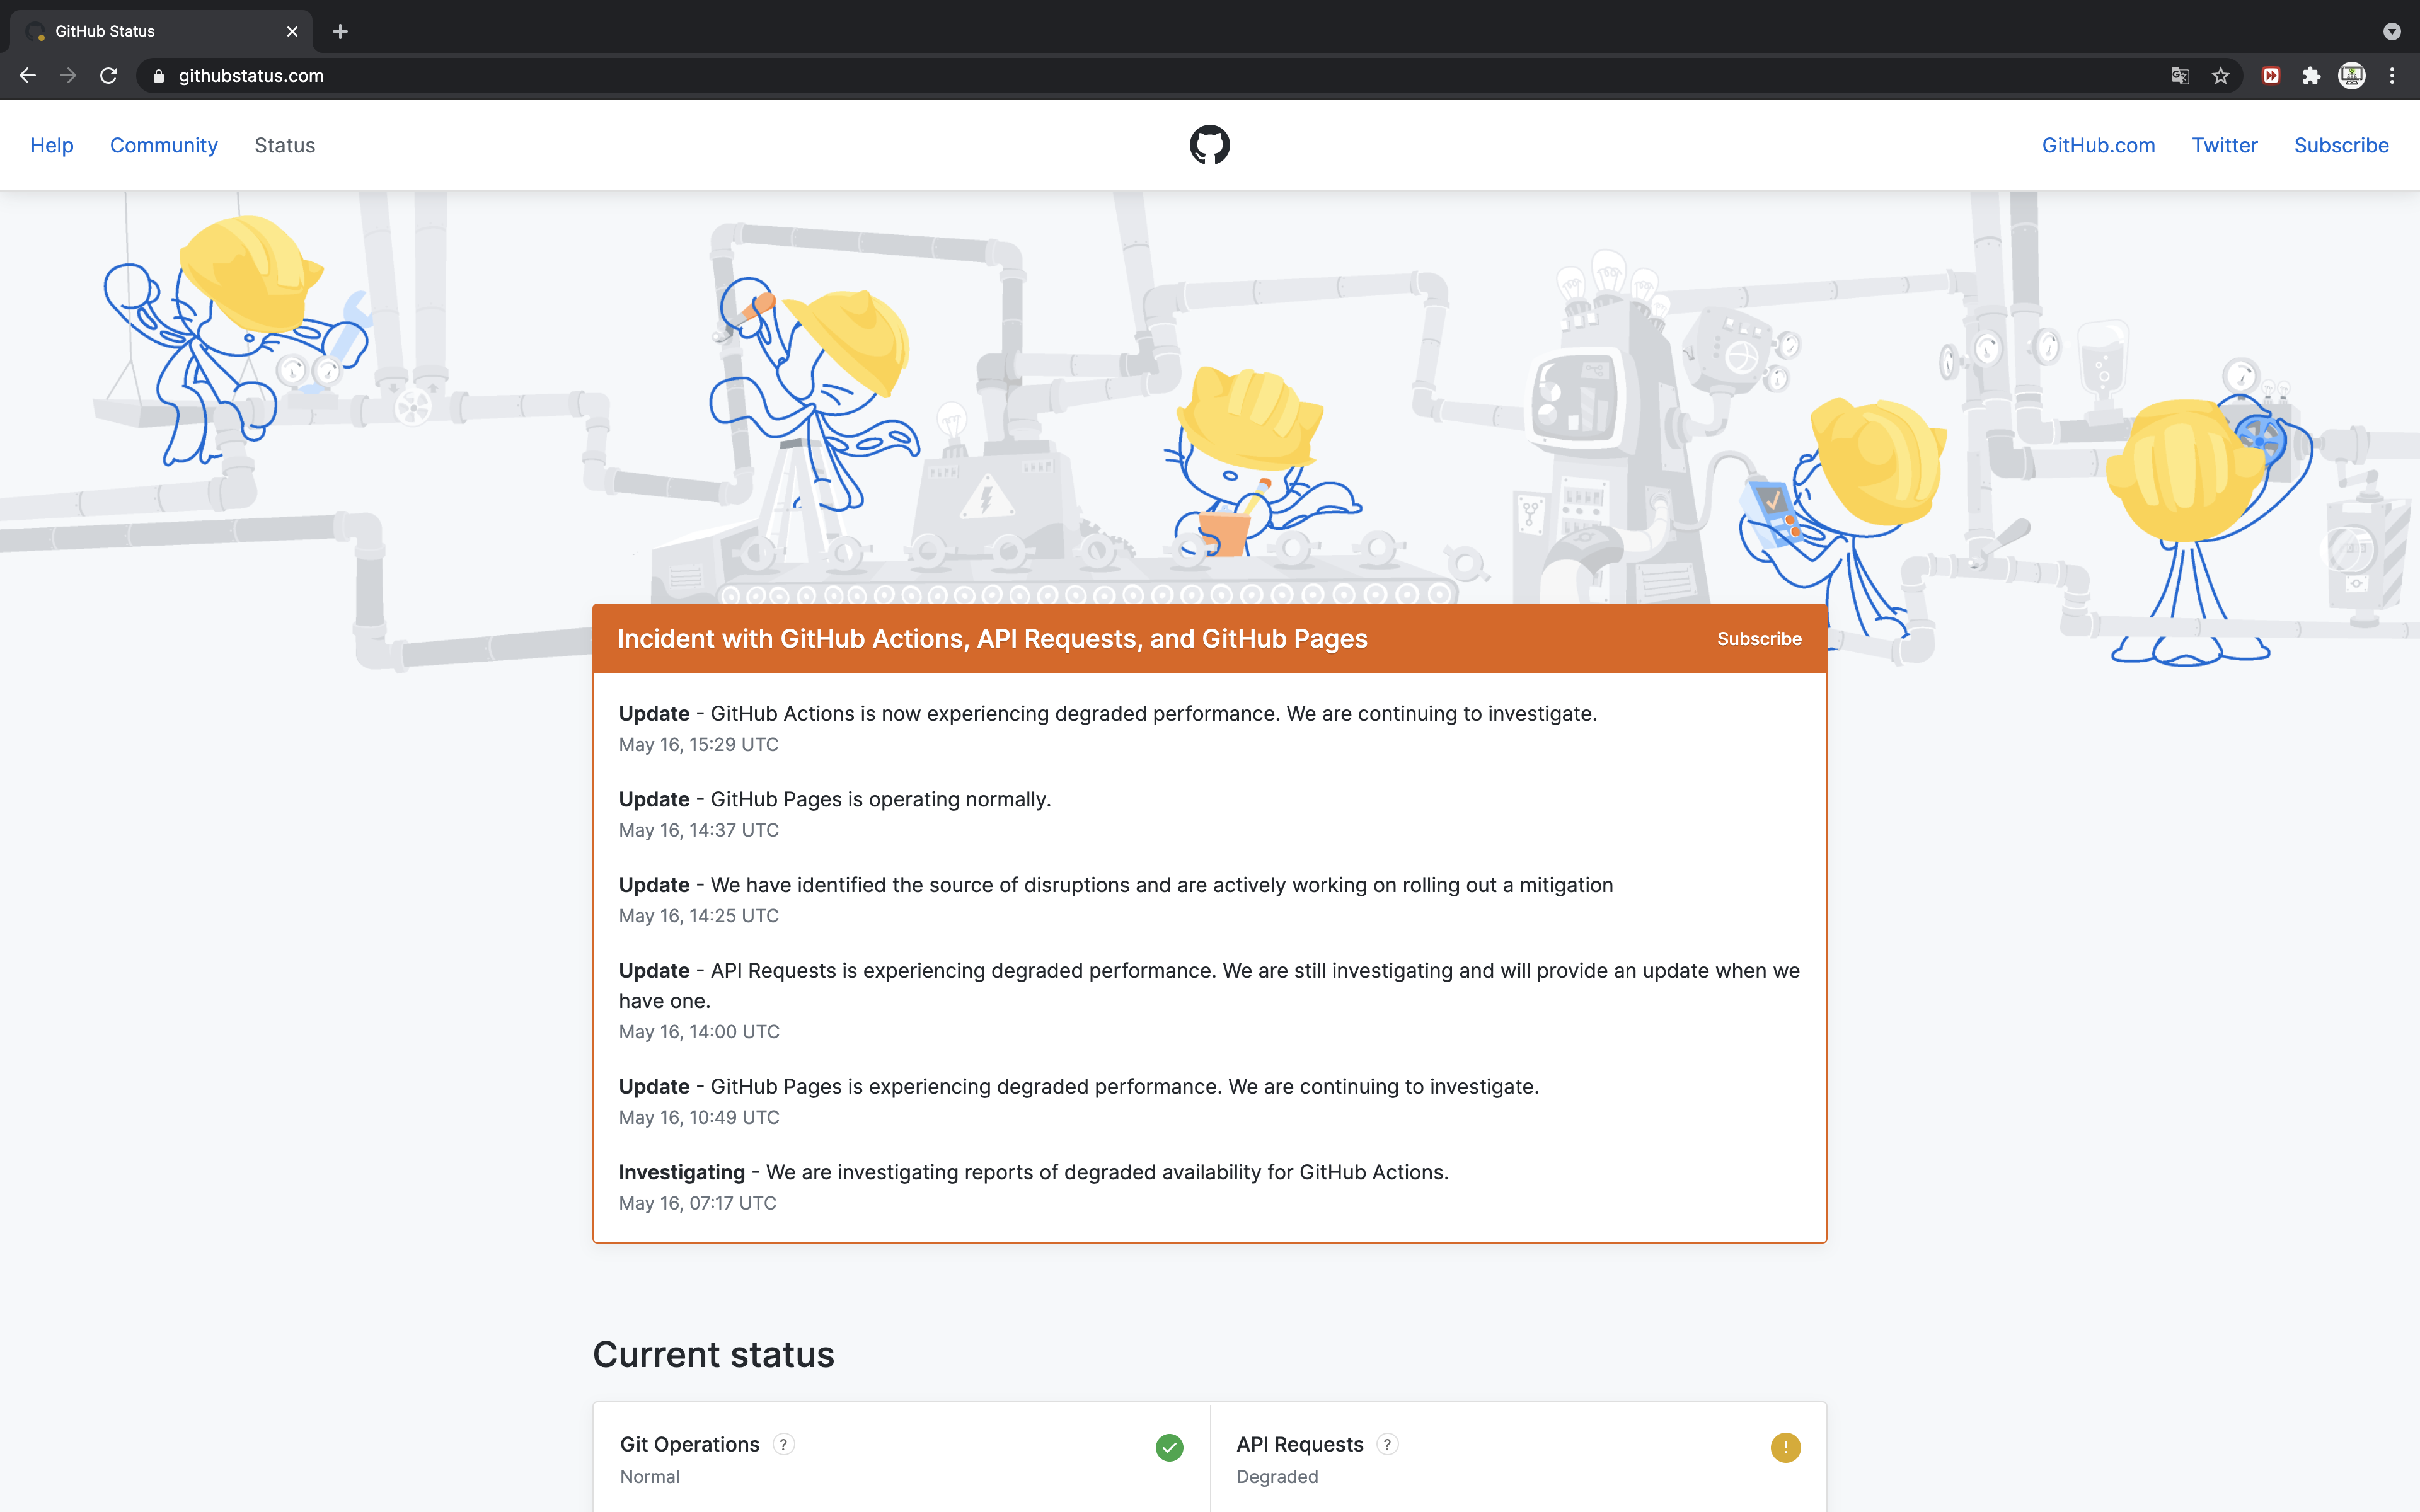 GitHub Status
githubstatus.com
Help Community Status GitHub.com Twitter Subscribe
Incident with GitHub Actions, API Requests, and GitHub Pages Subscribe
Update - GitHub Actions is now experiencing degraded performance. We are continuing to investigate.
May 16, 15:29 UTC
Update - GitHub Pages is operating normally.
May 16, 14:37 UTC
Update - We have identified the source of disruptions and are actively working on rolling out a mitigation
May 16, 14:25 UTC
Update - API Requests is experiencing degraded performance. We are still investigating and will provide an update when we
have one.
May 16, 14:00 UTC
Update - GitHub Pages is experiencing degraded performance. We are continuing to investigate.
May 16, 10:49 UTC
Investigating - We are investigating reports of degraded availability for GitHub Actions.
May 16, 07:17 UTC
Current status
Git Operations ?
Normal
API Requests ?
Degraded